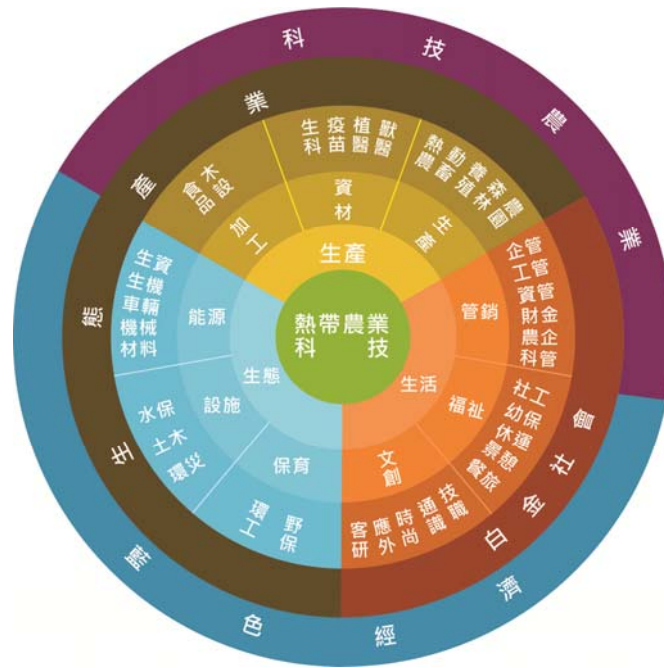 科技農業
藍色經濟
生態產業
白金社會
熱帶農業
科技
生產
加工
食品
木設
資材
生科
疫苗
植醫
獸醫
生產
熱農
動畜
養殖
森林
農園
生活
管銷
企管
工管
資管
財金
農企
科管
福祉
社工
幼保
休運
景憩
餐旅
文創
客研
應外
時尚
通識
技職
生態
保育
環工
野保
設施
水保
土木
環災
能源
生資
生機
車輛
機械
材料